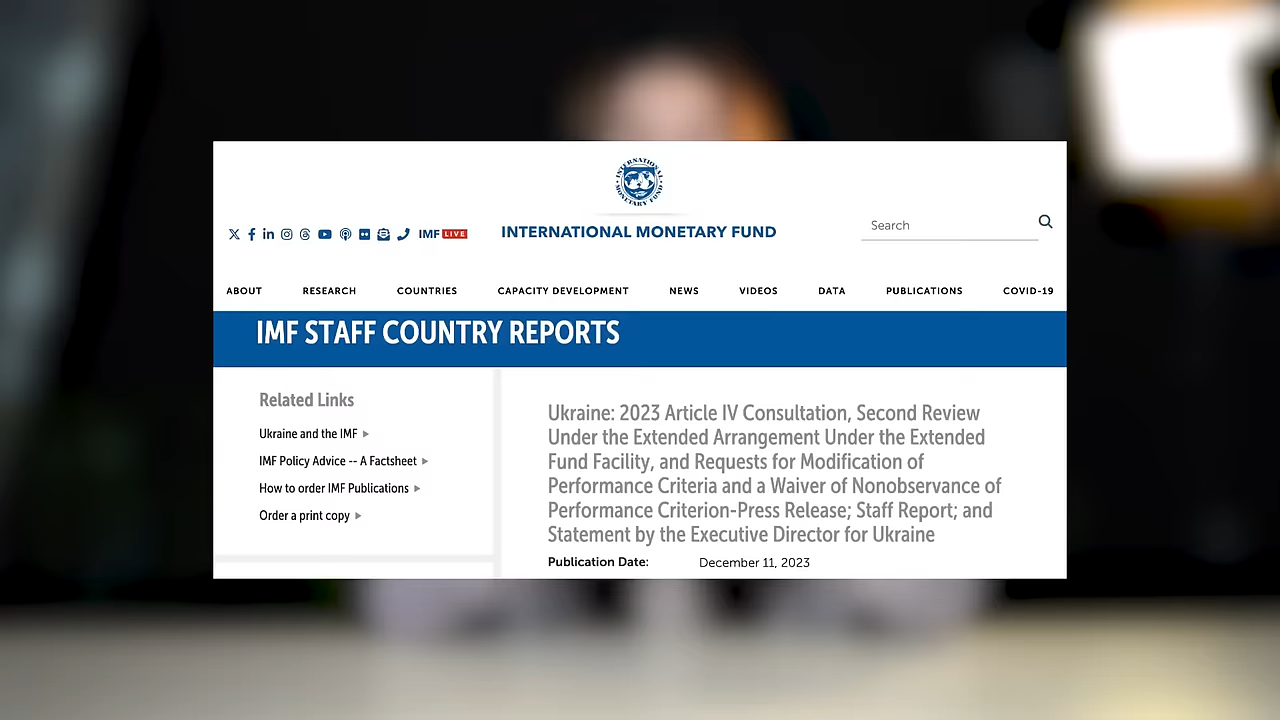 INTERNATIONAL MONETARY FUND
IMF LIVE
INTERNATIONAL MONETARY FUND
Search
ABOUT RESEARCH COUNTRIES CAPACITY DEVELOPMENT NEWS VIDEOS DATA PUBLICATIONS COVID-19
IMF STAFF COUNTRY REPORTS
Related Links
Ukraine and the IMF
IMF Policy Advice -- A Factsheet
How to order IMF Publications
Order a print copy
Ukraine: 2023 Article IV Consultation, Second Review
Under the Extended Arrangement Under the Extended
Fund Facility, and Requests for Modification of
Performance Criteria and a Waiver of Nonobservance of
Performance Criterion-Press Release; Staff Report; and
Statement by the Executive Director for Ukraine
Publication Date: December 11, 2023